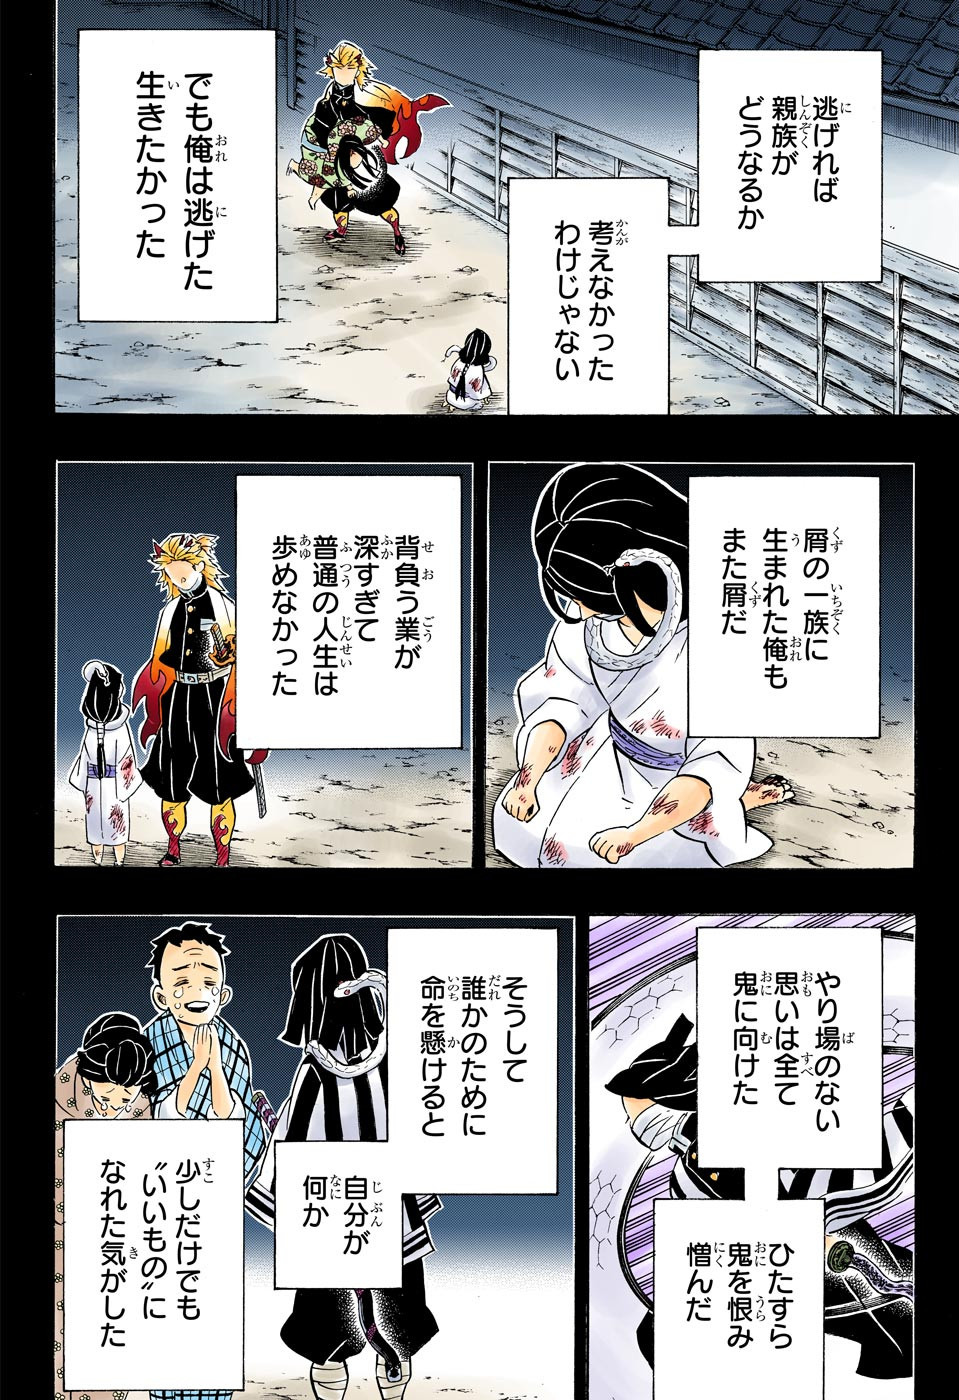 逃げれば
親族が
どうなるか
考えなかった
わけじゃない
でも俺は逃げた
生きたかった
屑の一族に
生まれた俺も
また屑だ
背負う業が
深すぎて
普通の人生は
歩めなかった
やり場のない
思いは全て
鬼に向けた
ひたすら
鬼を恨み
憎んだ
そうして
誰かのために
命を懸けると
自分が
何か
少しだけでも
〝いいもの〟に
なれた気がした